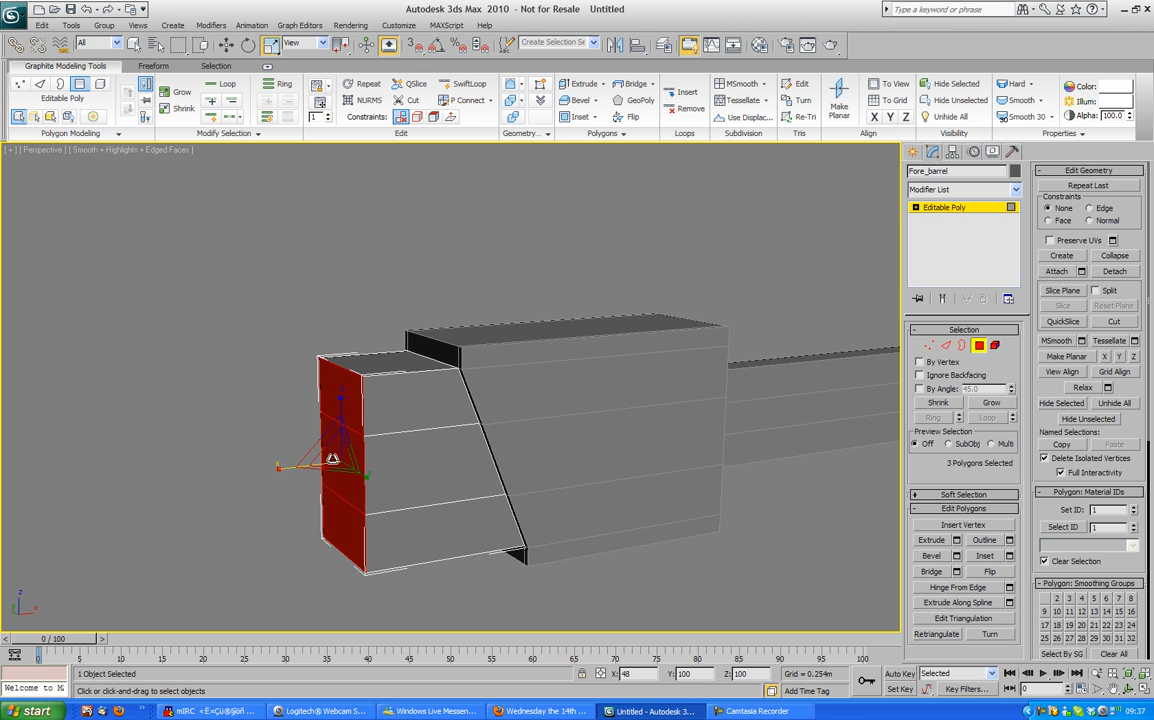 Autodesk 3ds Max 2010 - Not for Resale Untitled
Type a keyword or phrase
Edit Tools Group Views Create Modifiers Animation Graph Editors Rendering Customize MAXScript Help
All View Create Selection Se
Graphite Modeling Tools Freeform Selection
Grow Loop Ring Repeat QSlice SwiftLoop Extrude Bridge Insert MSmooth Edit To View Hide Selected Hard Color:
Editable Poly Shrink NURMS Cut P Connect Bevel GeoPoly Remove Tessellate Turn Make Planar To Grid Hide Unselected Smooth Illum:
1 Constraints: Inset Flip Use Displac... Re-Tri X Y Z Unhide All Smooth 30 Alpha: 100.0
Polygon Modeling Modify Selection Edit Geometry... Polygons Loops Subdivision Align Visibility Properties
[ + ] [ Perspective ] [ Smooth + Highlights + Edged Faces ]
Fore_barrel
Modifier List
Editable Poly
- Selection
By Vertex
Ignore Backfacing
By Angle: 45.0
Shrink Grow
Ring Loop
Preview Selection
Off SubObj Multi
3 Polygons Selected
+ Soft Selection
- Edit Polygons
Insert Vertex
Extrude Outline
Bevel Inset
Bridge Flip
Hinge From Edge
Extrude Along Spline
Edit Triangulation
Retriangulate Turn
- Edit Geometry
Repeat Last
Constraints
None Edge
Face Normal
Preserve UVs
Create Collapse
Attach Detach
Slice Plane Split
Slice Reset Plane
QuickSlice Cut
MSmooth Tessellate
Make Planar X Y Z
View Align Grid Align
Relax
Hide Selected Unhide All
Hide Unselected
Named Selections:
Copy Paste
Delete Isolated Vertices
Full Interactivity
- Polygon: Material IDs
Set ID: 1
Select ID 1
Clear Selection
- Polygon: Smoothing Groups
1 2 3 4 5 6 7 8
9 10 11 12 13 14 15 16
17 18 19 20 21 22 23 24
25 26 27 28 29 30 31 32
Select By SG Clear All
z
x
y
< 0 / 100 >
0 5 10 15 20 25 30 35 40 45 50 55 60 65 70 75 80 85 90 95 100
1 Object Selected X: 48 Y: 100 Z: 100 Grid = 0.254m Auto Key Selected
Welcome to M Click or click-and-drag to select objects Add Time Tag Set Key Key Filters... 0
start mIRC Logitech® Webcam S... Windows Live Messen... Wednesday the 14th ... Untitled - Autodesk 3... Camtasia Recorder 09:37